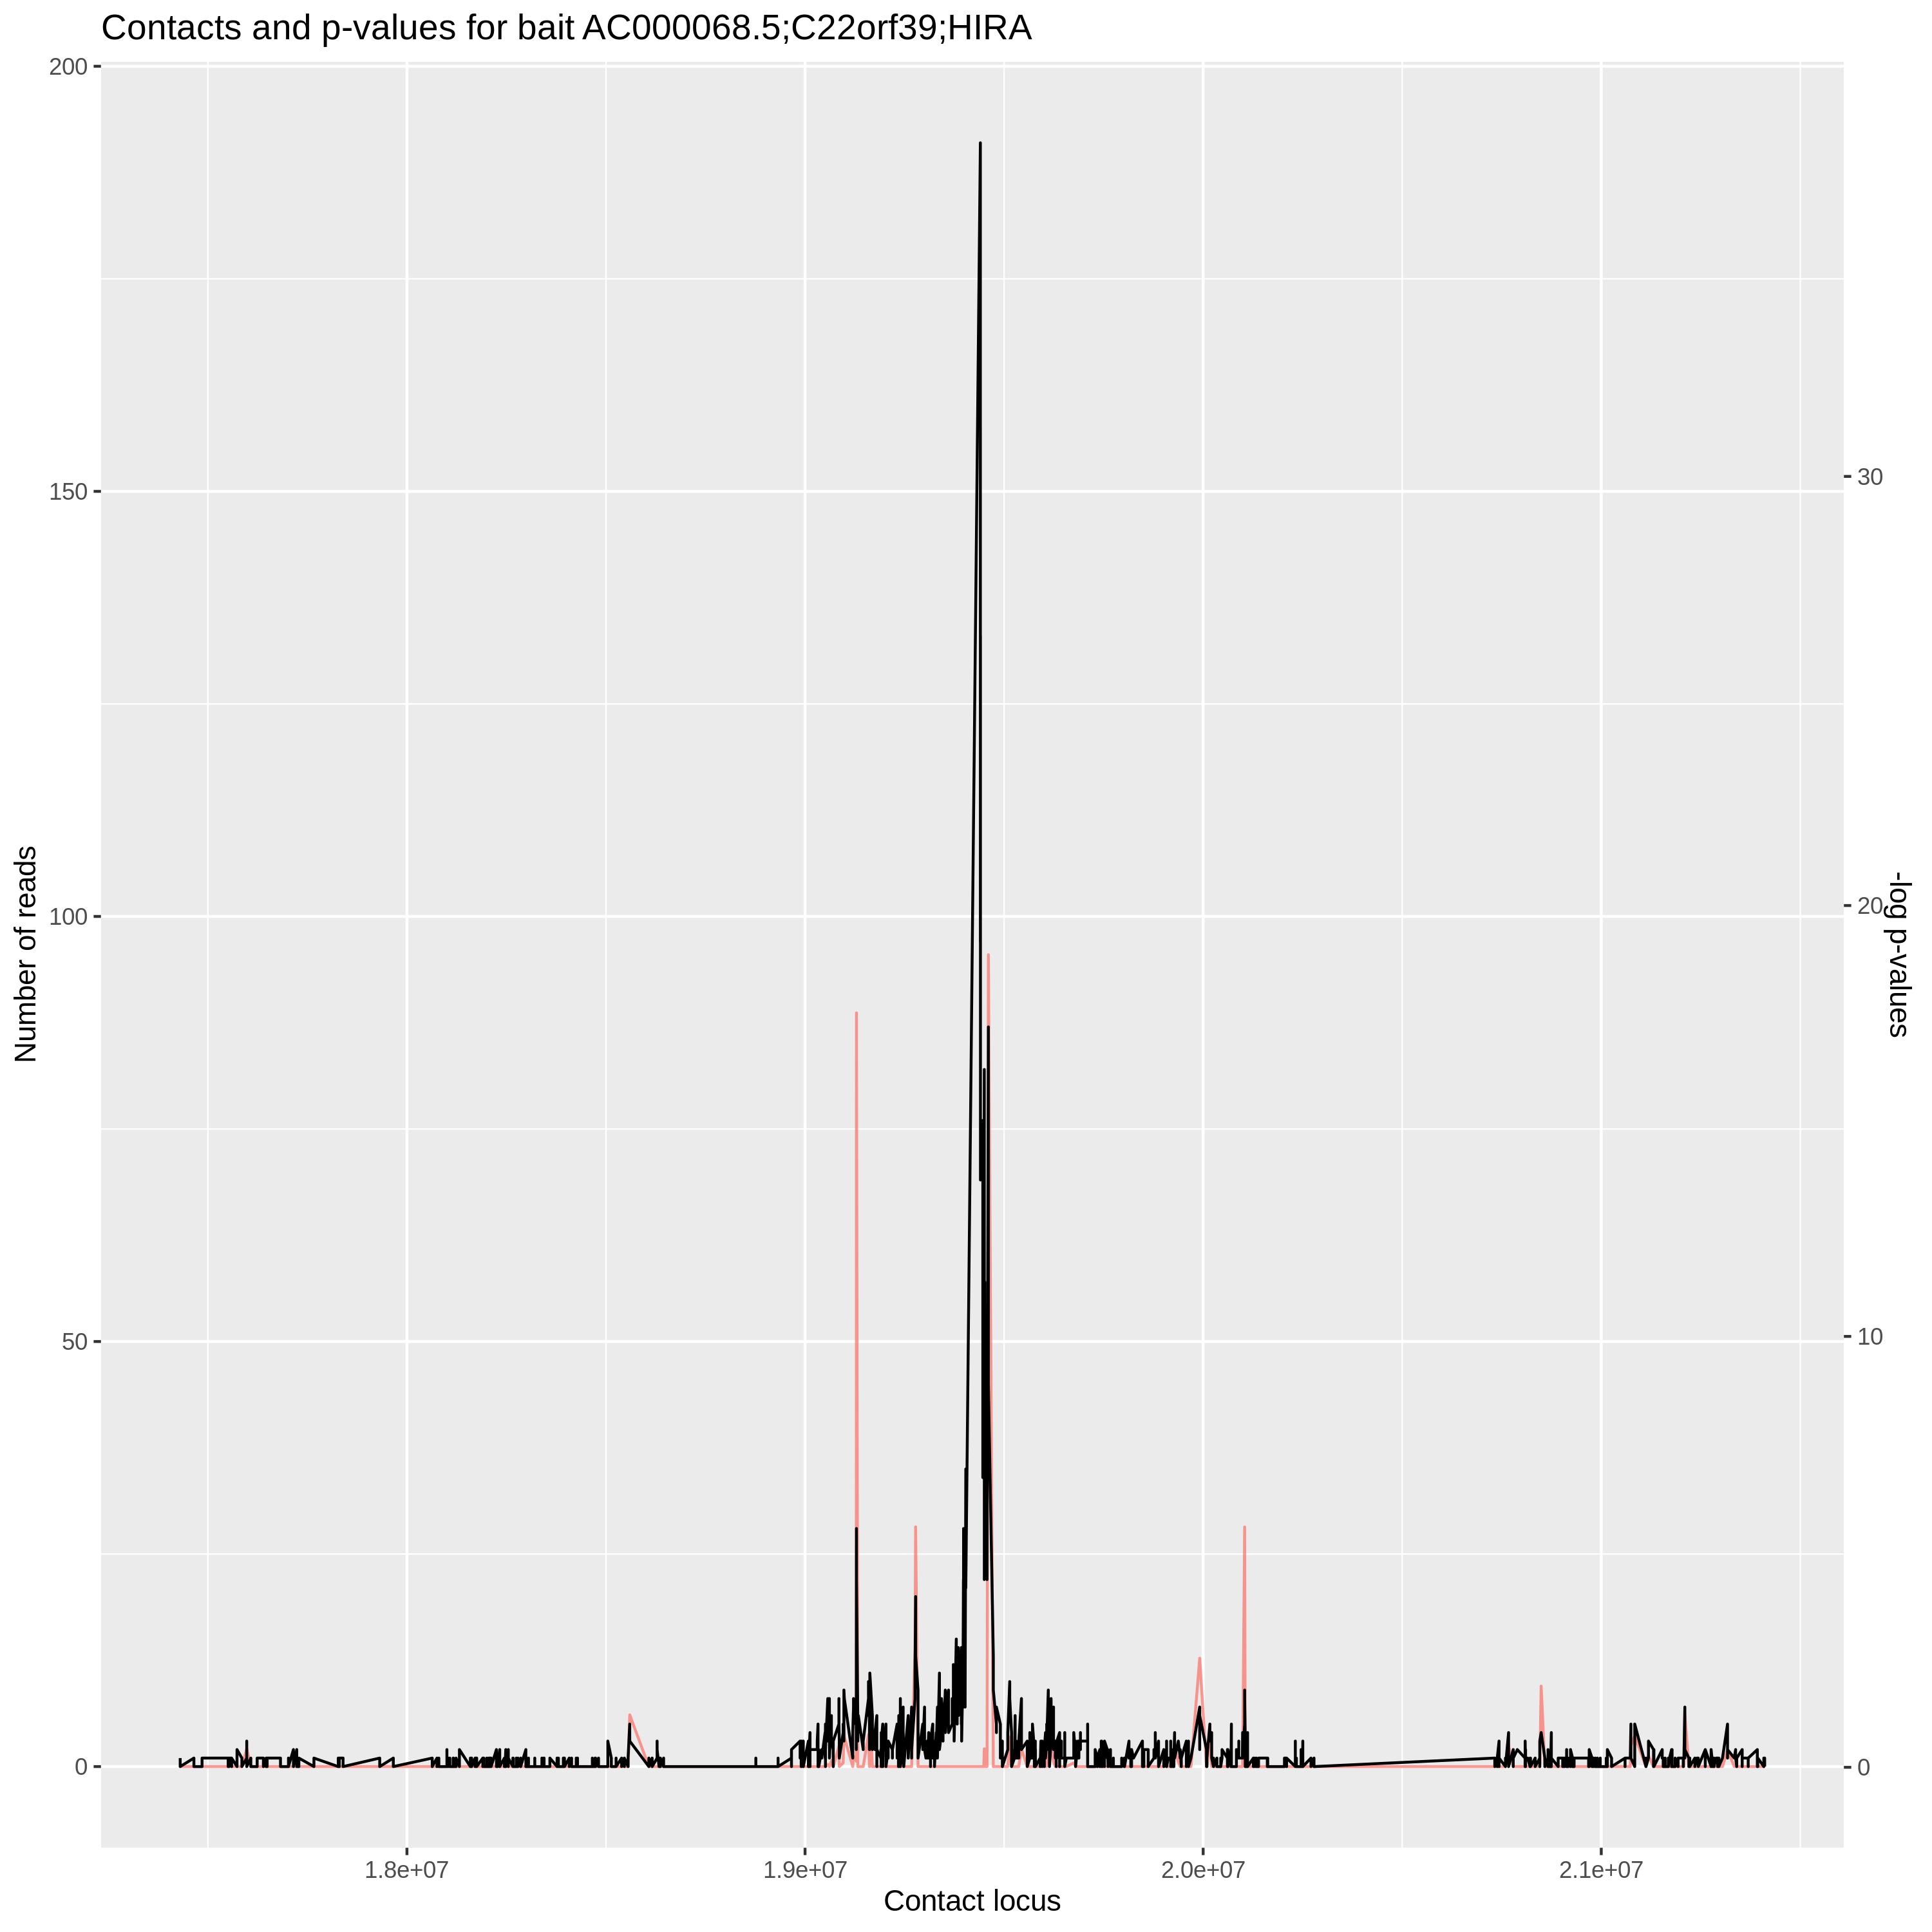 Contacts and p-values for bait AC000068.5;C22orf39;HIRA
200
150
100
50
0
Number of reads
30
20
10
0
-log p-values
1.8e+07
1.9e+07
2.0e+07
2.1e+07
Contact locus